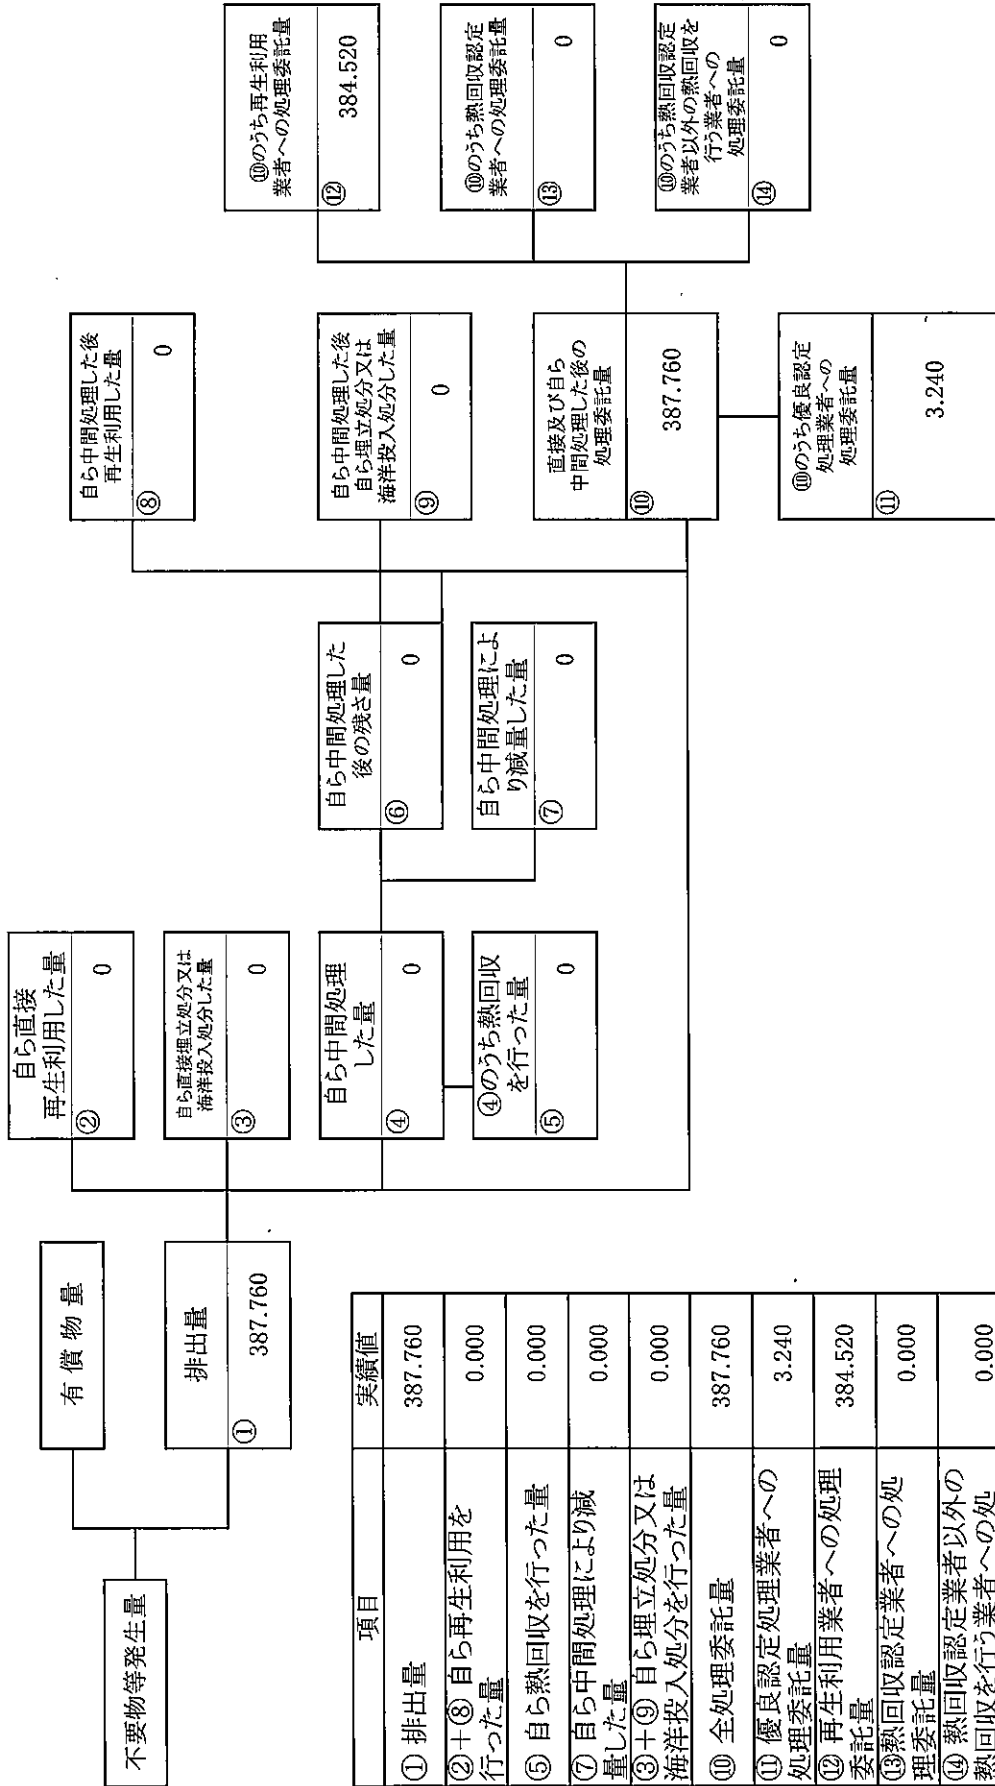 不要物等発生量
有償物量
排出量
①
387.760
自ら直接
再生利用した量
②
0
自ら直接埋立処分又は
海洋投入処分した量
③
0
自ら中間処理
した量
④
0
④のうち熱回収
を行った量
⑤
0
自ら中間処理した
後の残さ量
⑥
0
自ら中間処理によ
り減量した量
⑦
0
自ら中間処理した後
再生利用した量
⑧
0
自ら中間処理した後
自ら埋立処分又は
海洋投入処分した量
⑨
0
直接及び自ら
中間処理した後の
処理委託量
⑩
387.760
⑩のうち優良認定
処理業者への
処理委託量
⑪
3.240
⑩のうち再生利用
業者への処理委託量
⑫
384.520
⑩のうち熱回収認定
業者への処理委託量
⑬
0
⑩のうち熱回収認定
業者以外の熱回収を
行う業者への
処理委託量
⑭
0
項目 実績値
① 排出量 387.760
②+⑧ 自ら再生利用を
行った量 0.000
⑤ 自ら熱回収を行った量 0.000
⑦ 自ら中間処理により減
量した量 0.000
③+⑨ 自ら埋立処分又は
海洋投入処分を行った量 0.000
⑩ 全処理委託量 387.760
⑪ 優良認定処理業者への
処理委託量 3.240
⑫ 再生利用業者への処理
委託量 384.520
⑬熱回収認定業者への処
理委託量 0.000
⑭ 熱回収認定業者以外の
熱回収を行う業者への処 0.000